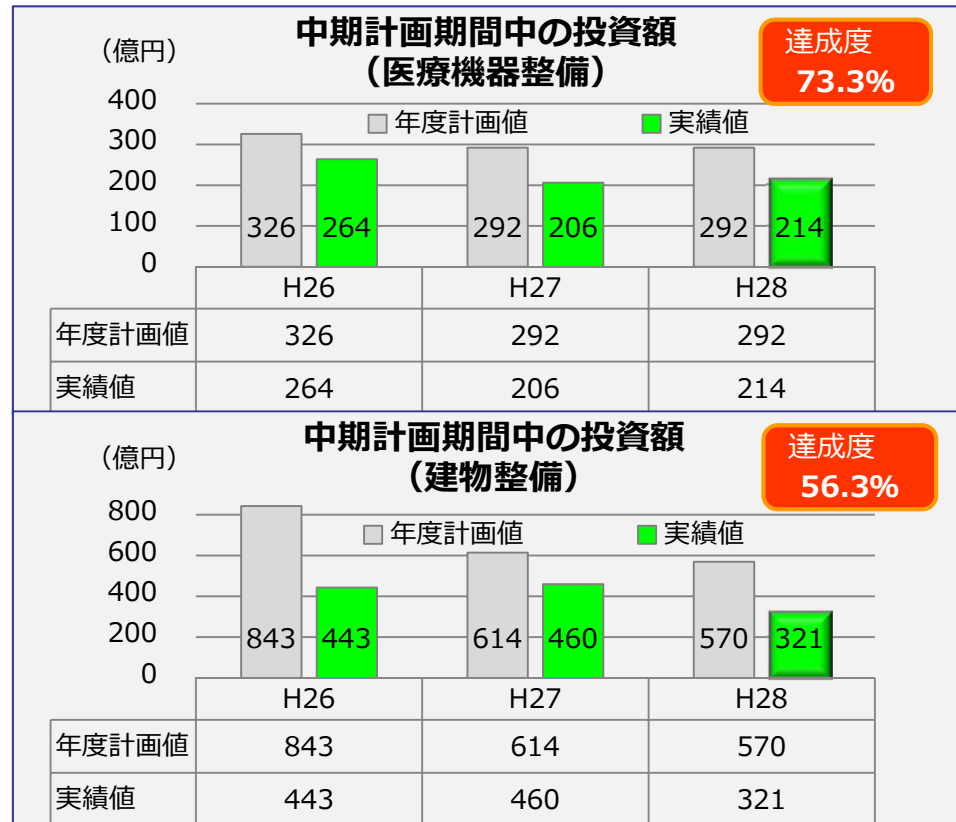 中期計画期間中の投資額
（医療機器整備）
（億円）
達成度
73.3%
400
300
200
100
0
年度計画値 実績値
326 264 292 206 292 214
H26 H27 H28
年度計画値 326 292 292
実績値 264 206 214
中期計画期間中の投資額
（建物整備）
（億円）
達成度
56.3%
800
600
400
200
0
年度計画値 実績値
843 443 614 460 570 321
H26 H27 H28
年度計画値 843 614 570
実績値 443 460 321